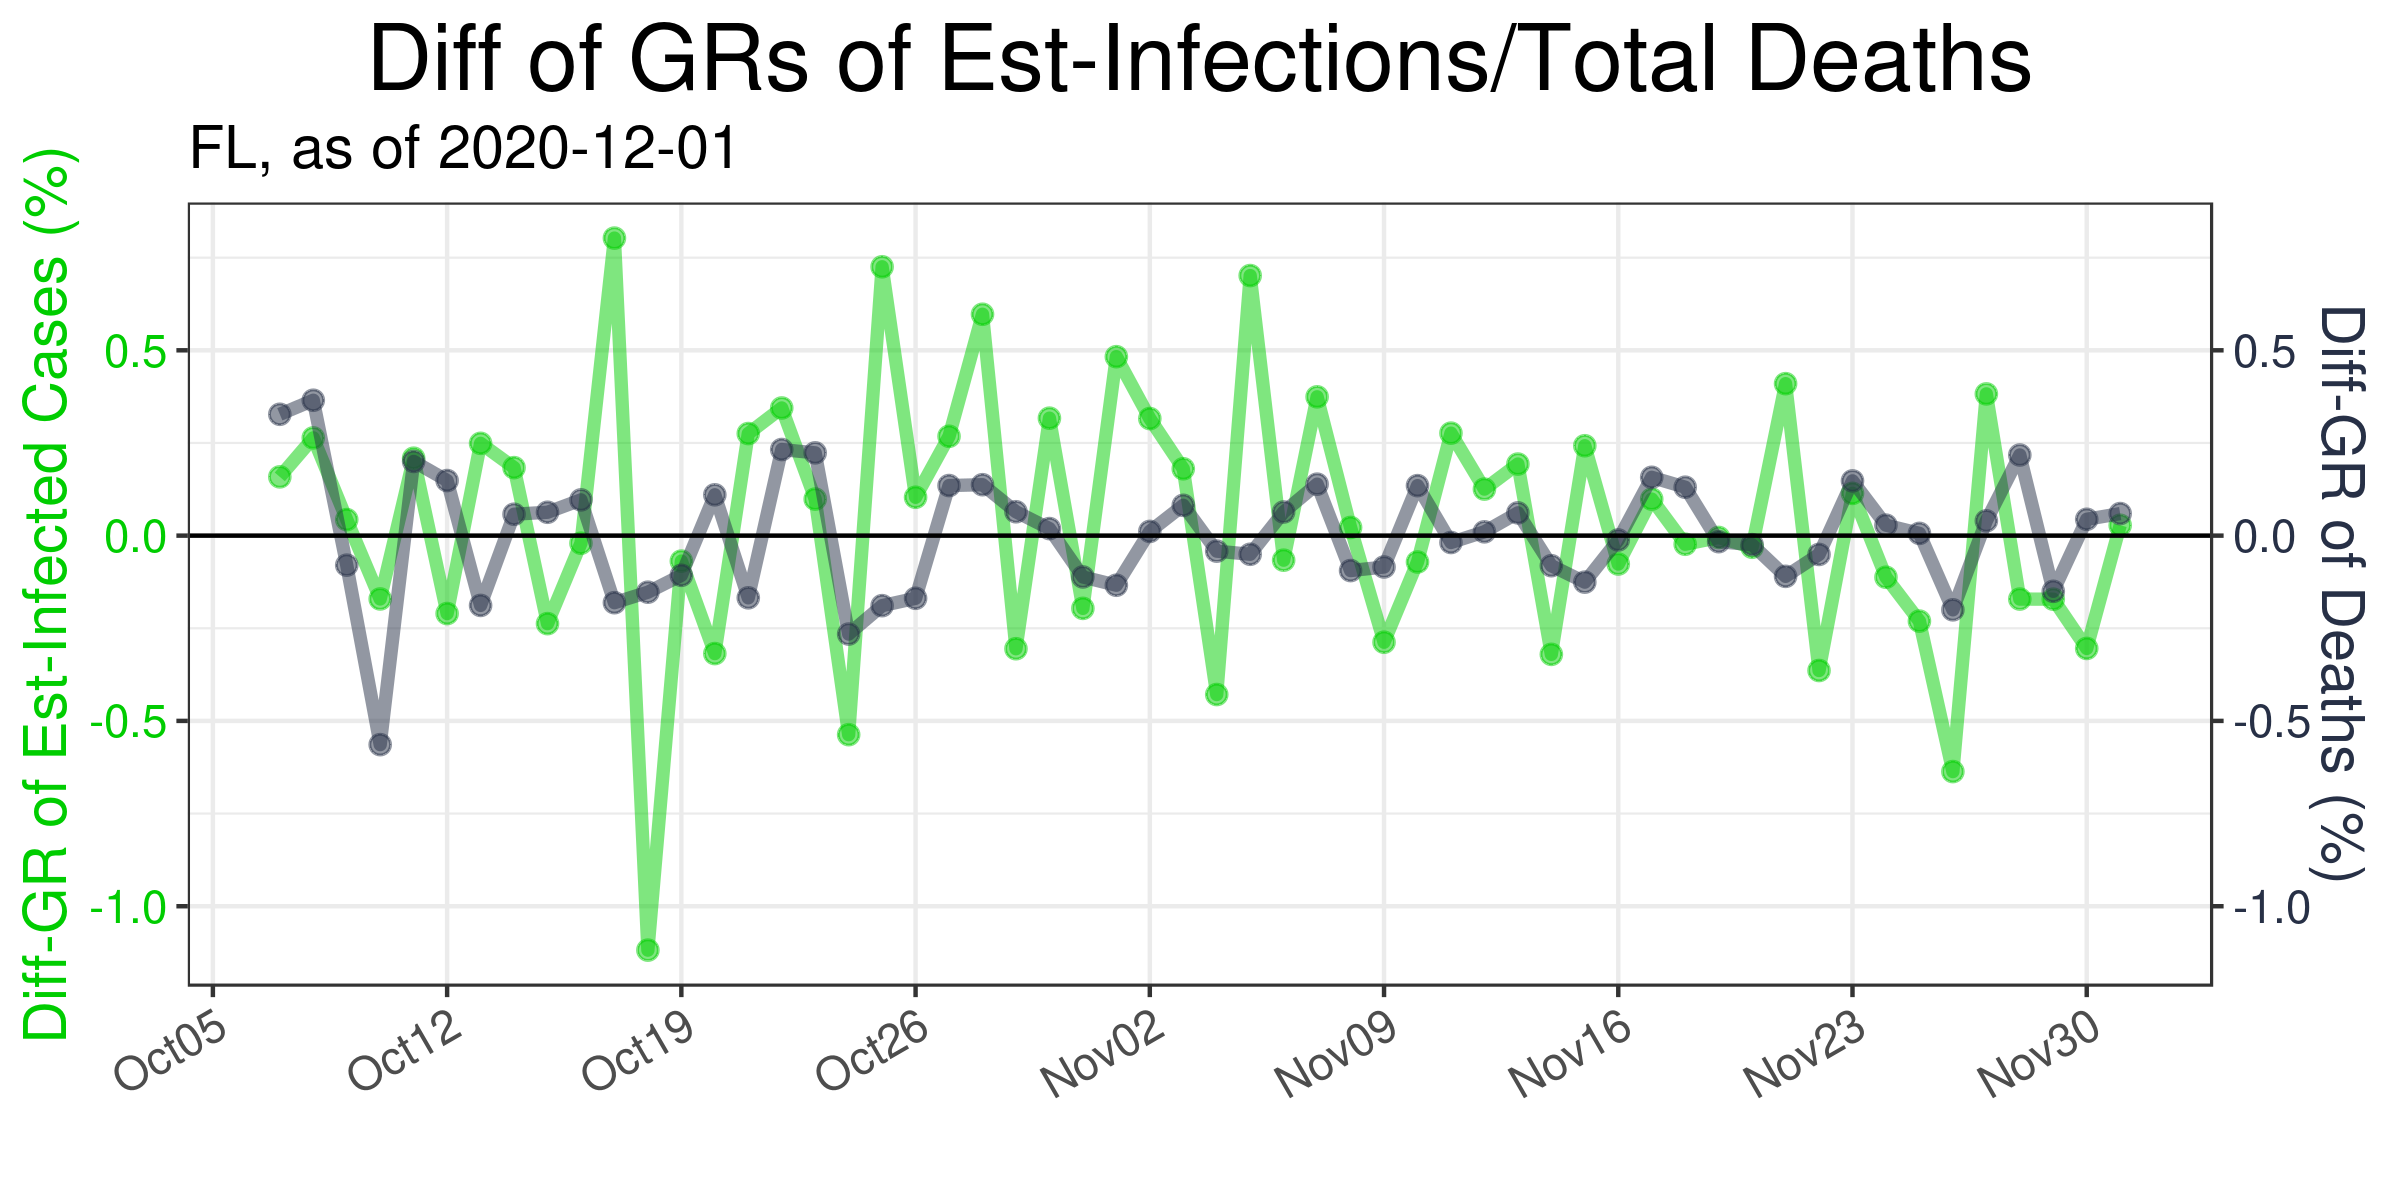 Diff of GRs of Est-Infections/Total Deaths
FL, as of 2020-12-01
Diff-GR of Est-Infected Cases (%)
0.5
0.0
-0.5
-1.0
0.5
0.0
-0.5
-1.0
Diff-GR of Deaths (%)
Oct05
Oct12
Oct19
Oct26
Nov02
Nov09
Nov16
Nov23
Nov30